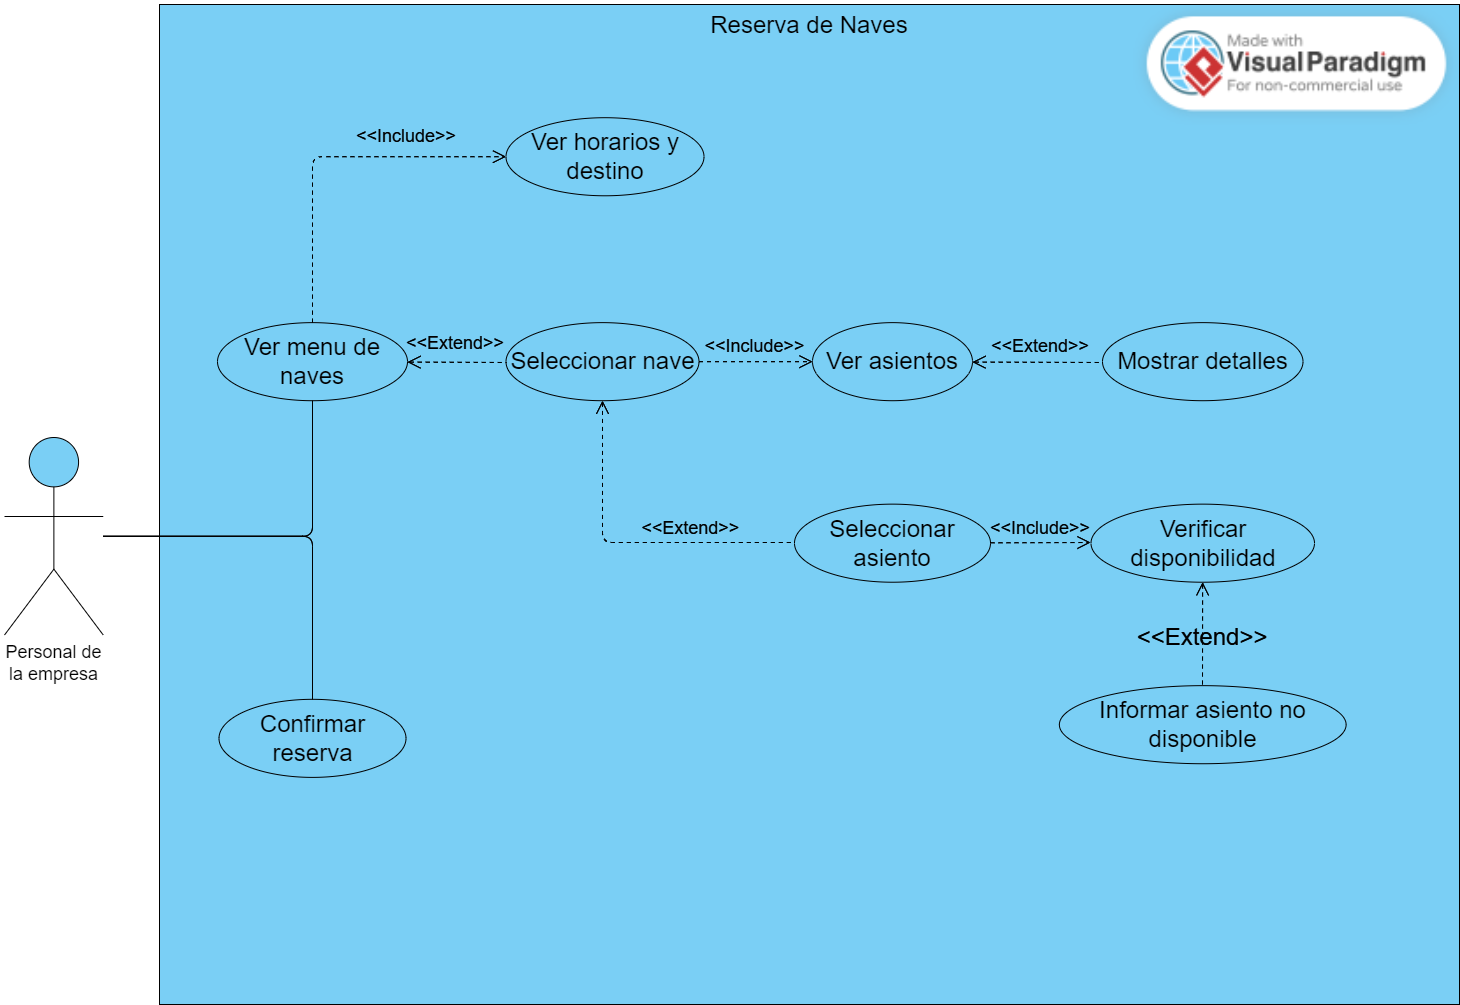 Reserva de Naves
Made with
VisualParadigm
For non-commercial use
<<Include>>
Ver horarios y
destino
Ver menu de
naves
<<Extend>>
Seleccionar nave
<<Include>>
Ver asientos
<<Extend>>
Mostrar detalles
<<Extend>>
Seleccionar
asiento
<<Include>>
Verificar
disponibilidad
<<Extend>>
Personal de
la empresa
Confirmar
reserva
Informar asiento no
disponible